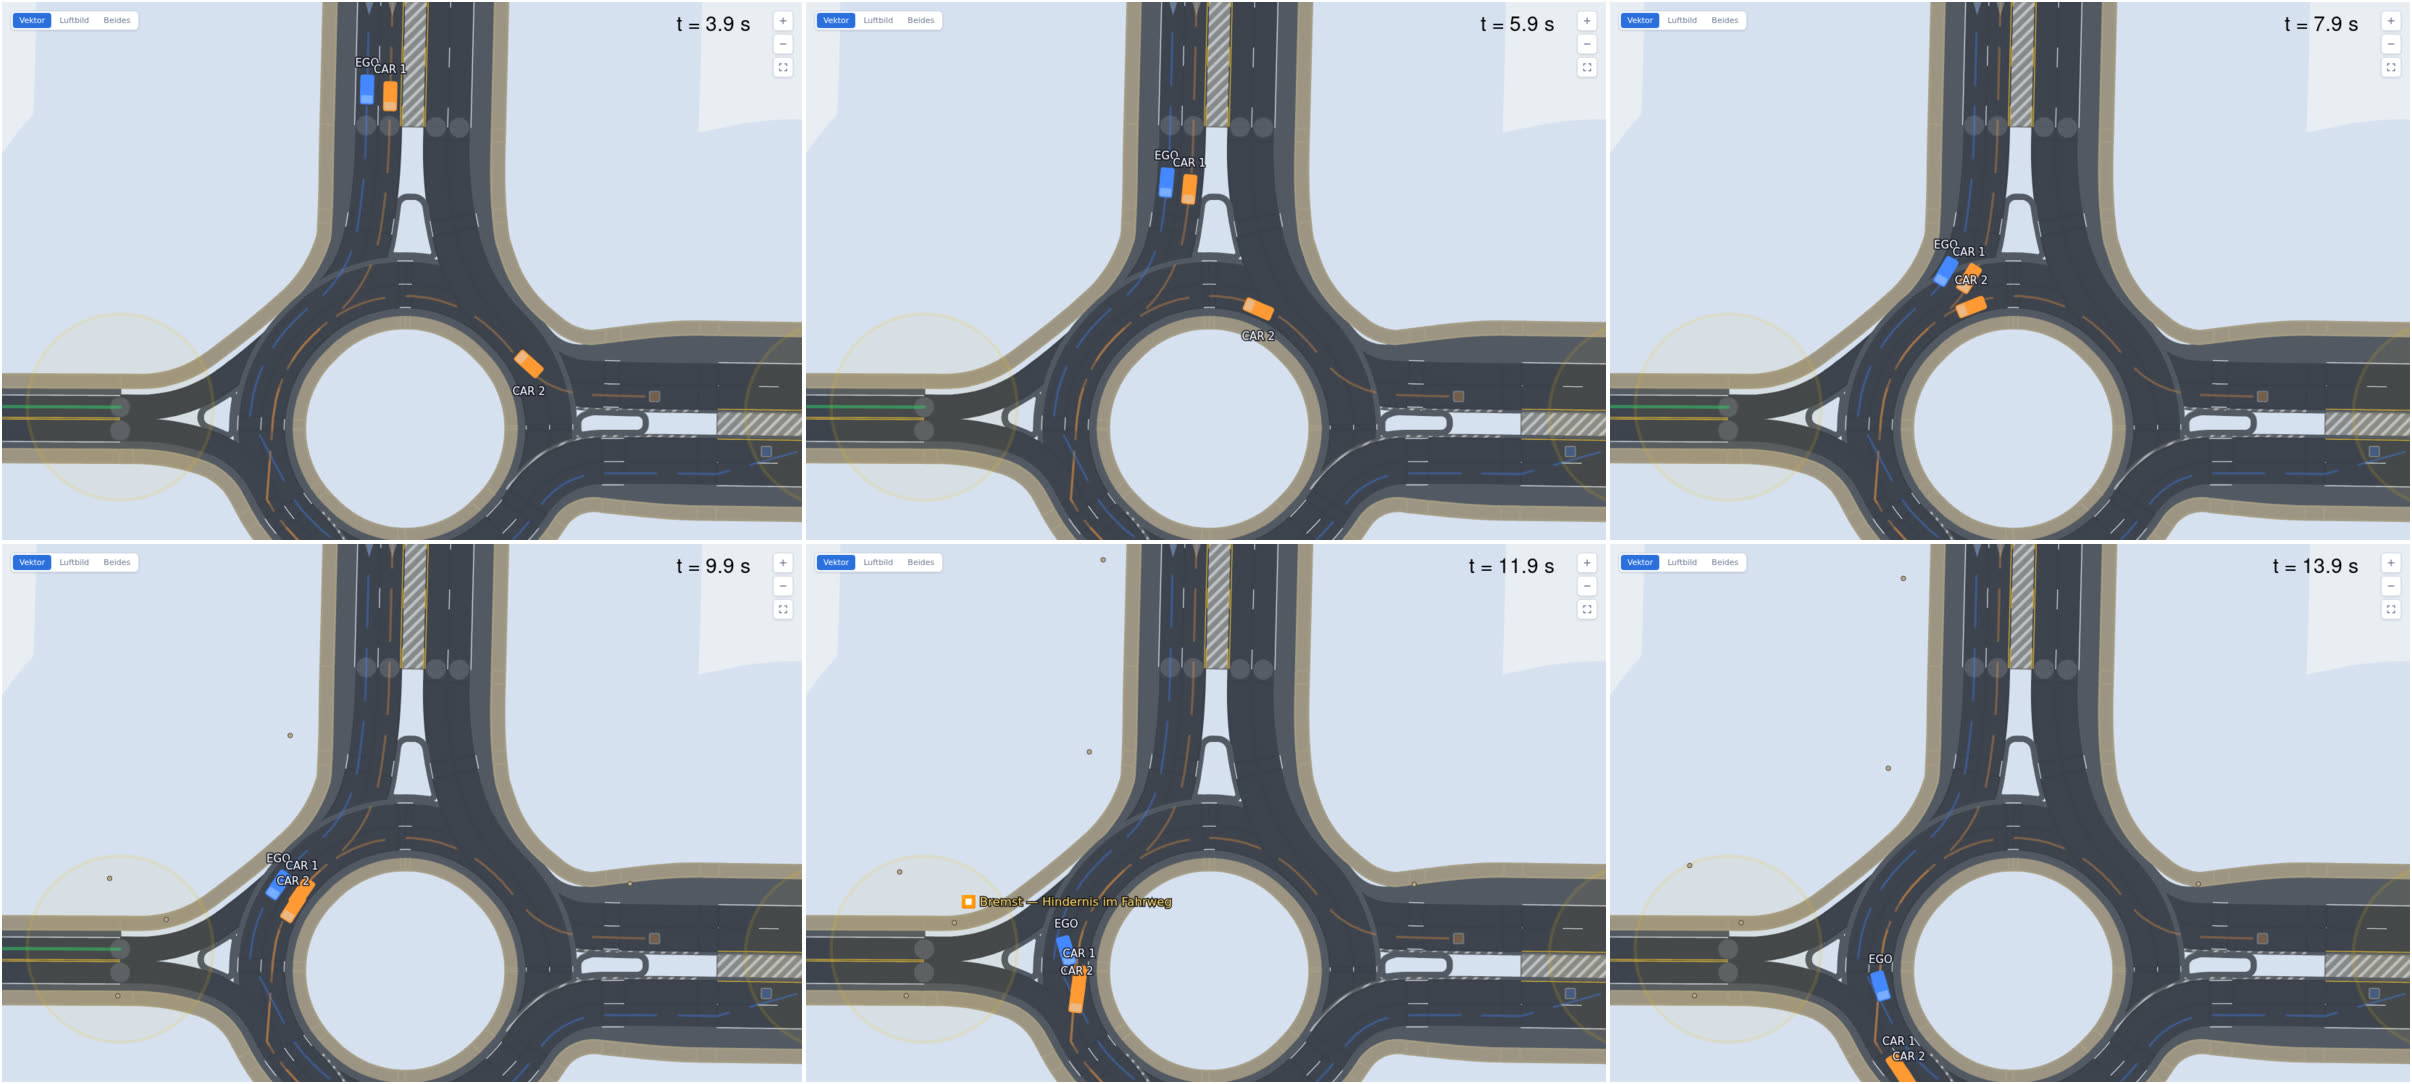 Vektor Luftbild Beides
t = 3.9 s
+
−
EGO
CAR 1
CAR 2
Vektor Luftbild Beides
t = 5.9 s
+
−
EGO
CAR 1
CAR 2
Vektor Luftbild Beides
t = 7.9 s
+
−
EGO
CAR 1
CAR 2
Vektor Luftbild Beides
t = 9.9 s
+
−
EGO
CAR 1
CAR 2
Vektor Luftbild Beides
t = 11.9 s
+
−
Bremst — Hindernis im Fahrweg
EGO
CAR 1
CAR 2
Vektor Luftbild Beides
t = 13.9 s
+
−
EGO
CAR 1
CAR 2